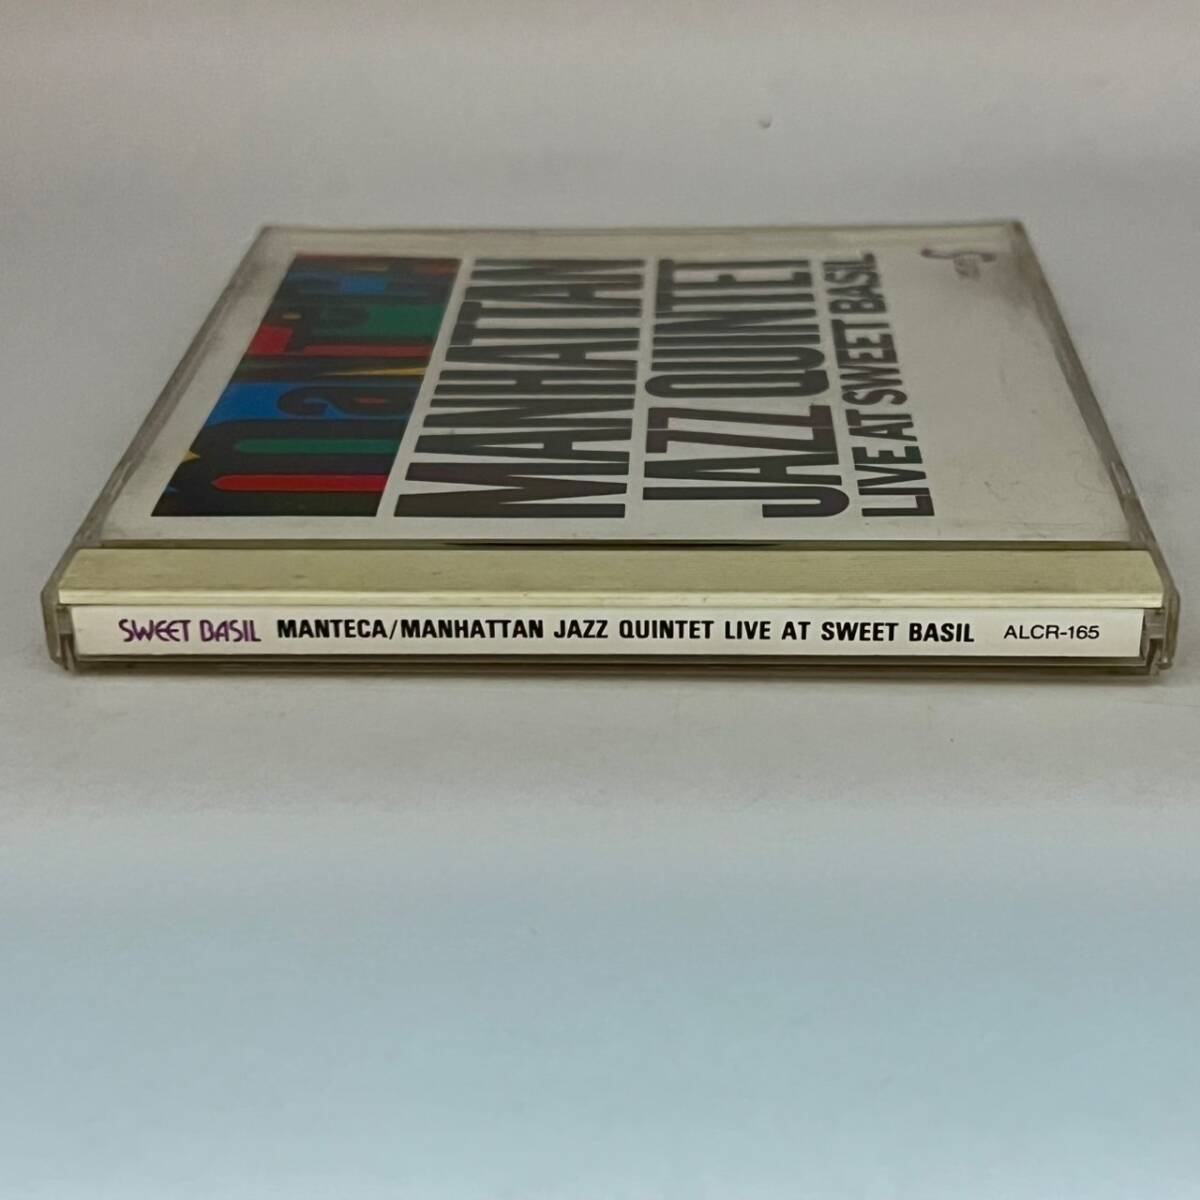 manTeca
MANHATTAN
JAZZ QUINTET
LIVE AT SWEET BASIL
SWEET BASIL MANTECA/MANHATTAN JAZZ QUINTET LIVE AT SWEET BASIL ALCR-165